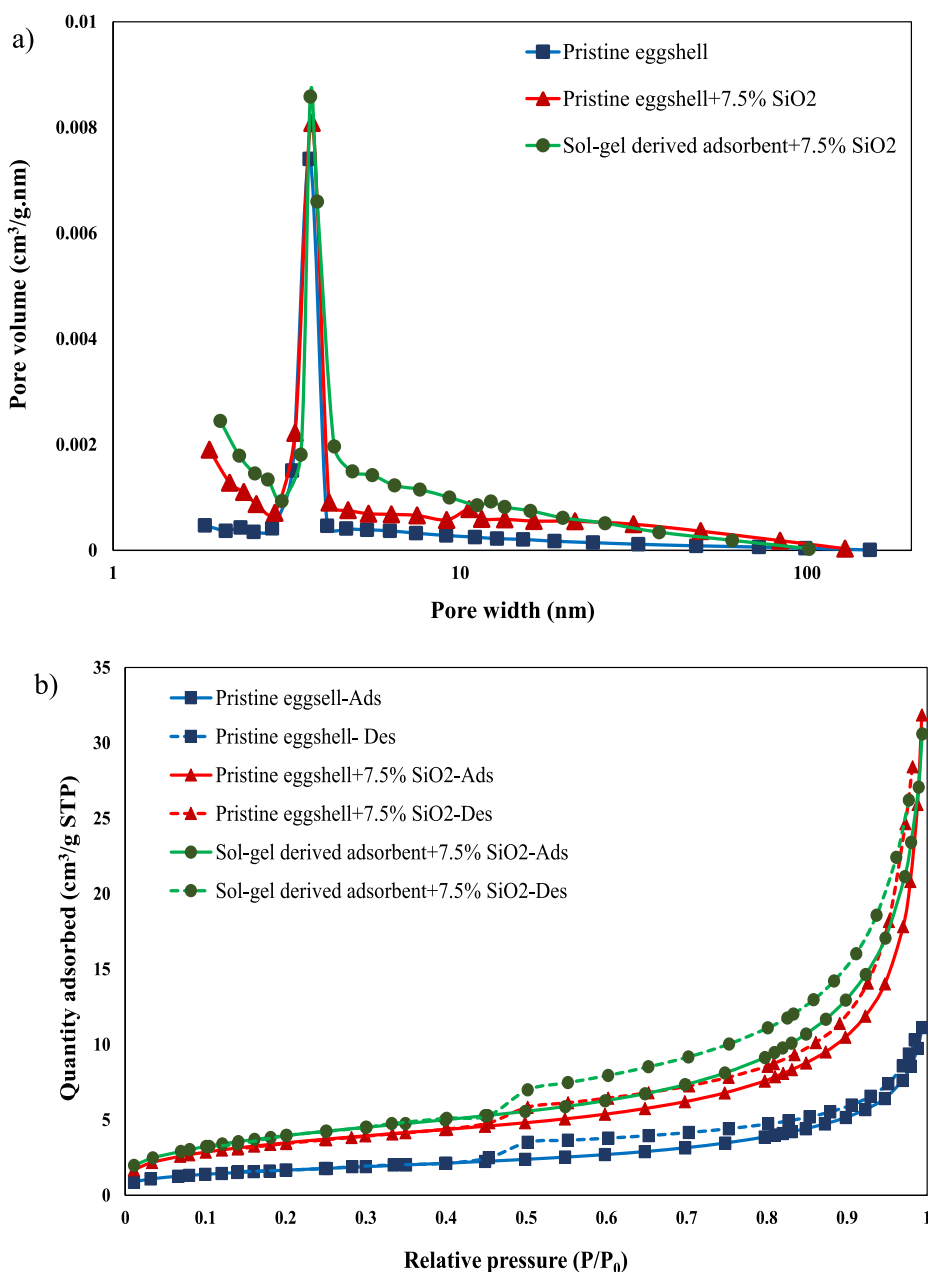 a)
0.01
0.008
0.006
0.004
0.002
0
Pore volume (cm³/g.nm)
Pristine eggshell
Pristine eggshell+7.5% SiO2
Sol-gel derived adsorbent+7.5% SiO2
1
10
100
Pore width (nm)
b)
35
30
25
20
15
10
5
0
Quantity adsorbed (cm³/g STP)
Pristine eggsell-Ads
Pristine eggshell- Des
Pristine eggshell+7.5% SiO2-Ads
Pristine eggshell+7.5% SiO2-Des
Sol-gel derived adsorbent+7.5% SiO2-Ads
Sol-gel derived adsorbent+7.5% SiO2-Des
0 0.1 0.2 0.3 0.4 0.5 0.6 0.7 0.8 0.9 1
Relative pressure (P/P₀)